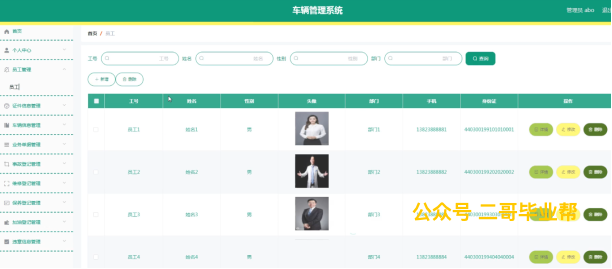 车辆管理系统
管理员 abo 退出
首页 / 员工
首页
个人中心
员工管理
员工
证件信息管理
车辆信息管理
业务申请管理
事故登记管理
维修登记管理
保养登记管理
加油登记管理
违章信息管理
工号 工号 姓名 姓名 性别 性别 部门 部门 查询
新增 删除
工号 姓名 性别 头像 部门 手机 身份证 操作
员工1 姓名1 男 部门1 13823888881 440300199101010001 详情 修改 删除
员工2 姓名2 男 部门2 13823888882 440300199202020002 详情 修改 删除
员工3 姓名3 男 部门3
公众号 二哥毕业帮
员工4 姓名4 男 部门4 13823888884 440300199404040004 详情 修改 删除